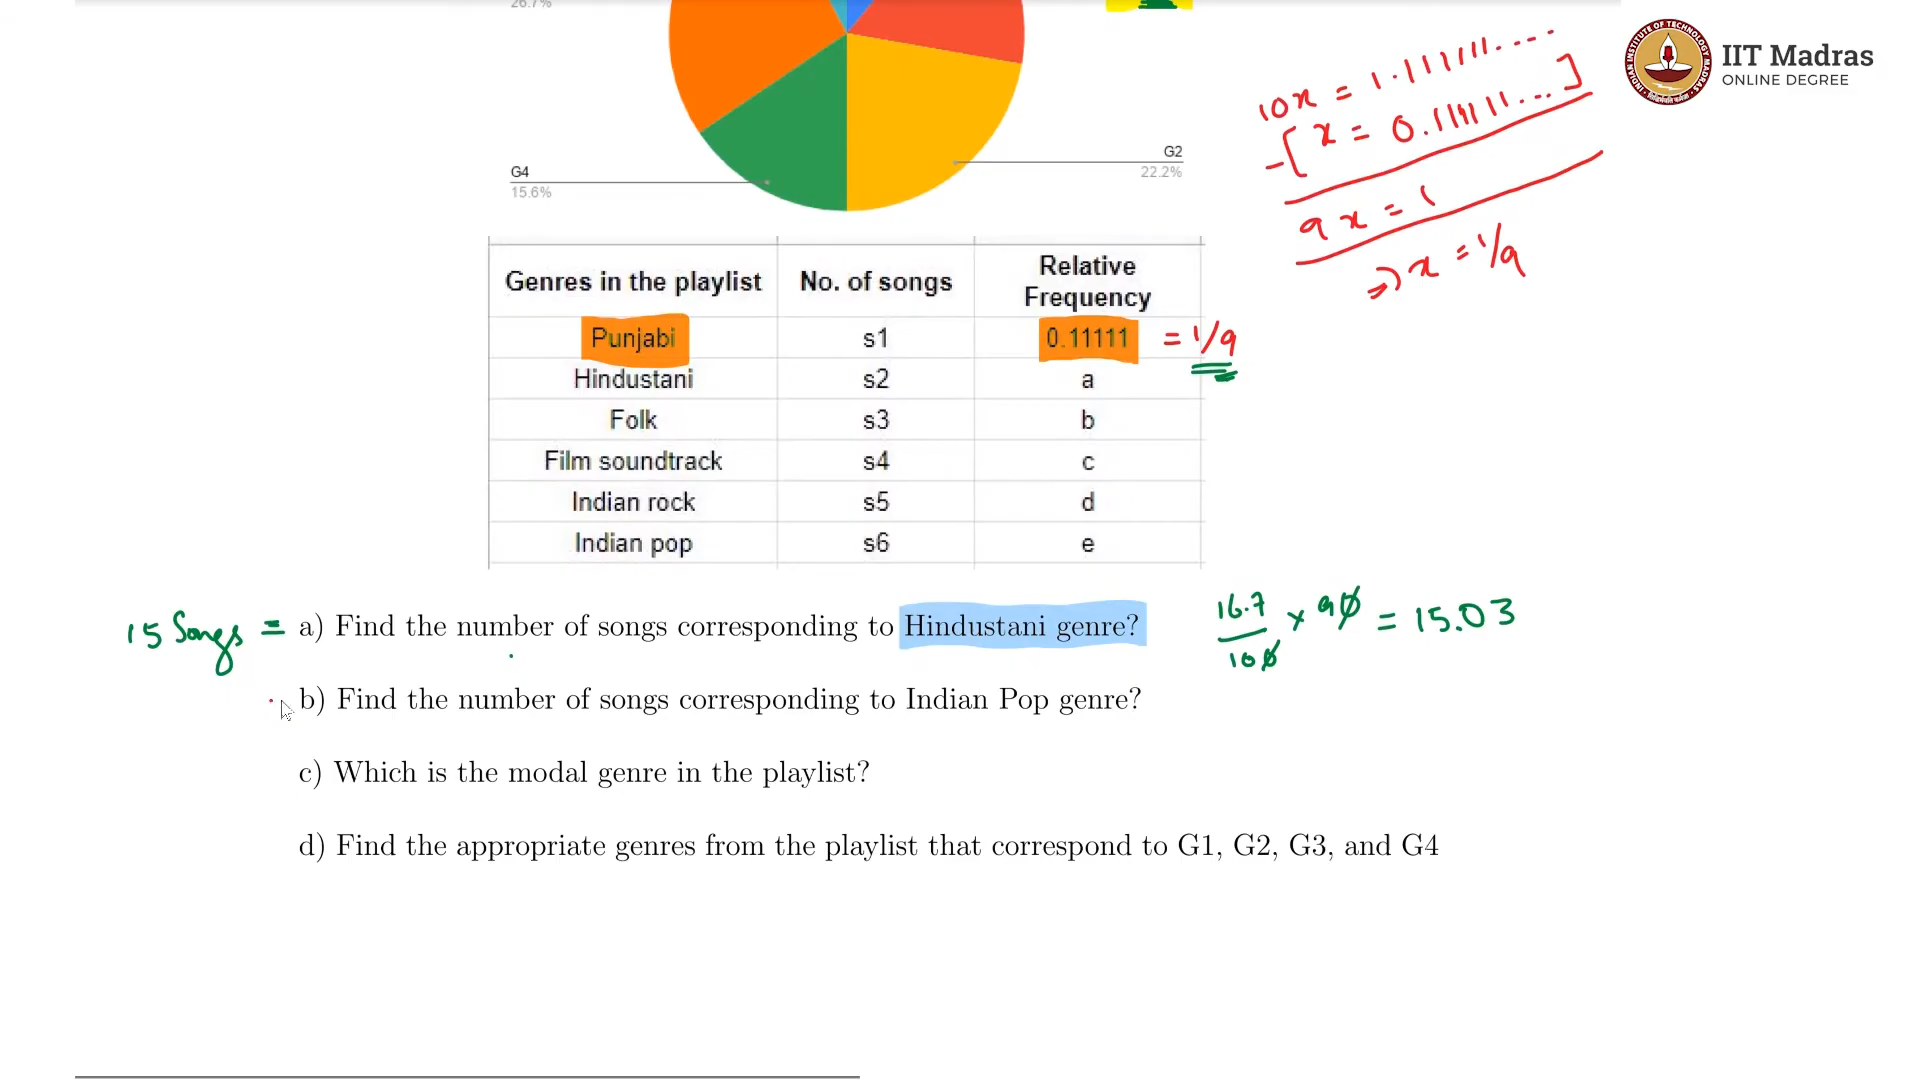 26.7%
IIT Madras
ONLINE DEGREE
10x = 1.111111....
-[x = 0.111111...]
9x = 1
⇒ x = 1/9
G2
22.2%
G4
15.6%
Genres in the playlist No. of songs Relative Frequency
Punjabi s1 0.11111 = 1/9
Hindustani s2 a
Folk s3 b
Film soundtrack s4 c
Indian rock s5 d
Indian pop s6 e
15 Songs = a) Find the number of songs corresponding to Hindustani genre? 16.7/100 × 90 = 15.03
b) Find the number of songs corresponding to Indian Pop genre?
c) Which is the modal genre in the playlist?
d) Find the appropriate genres from the playlist that correspond to G1, G2, G3, and G4